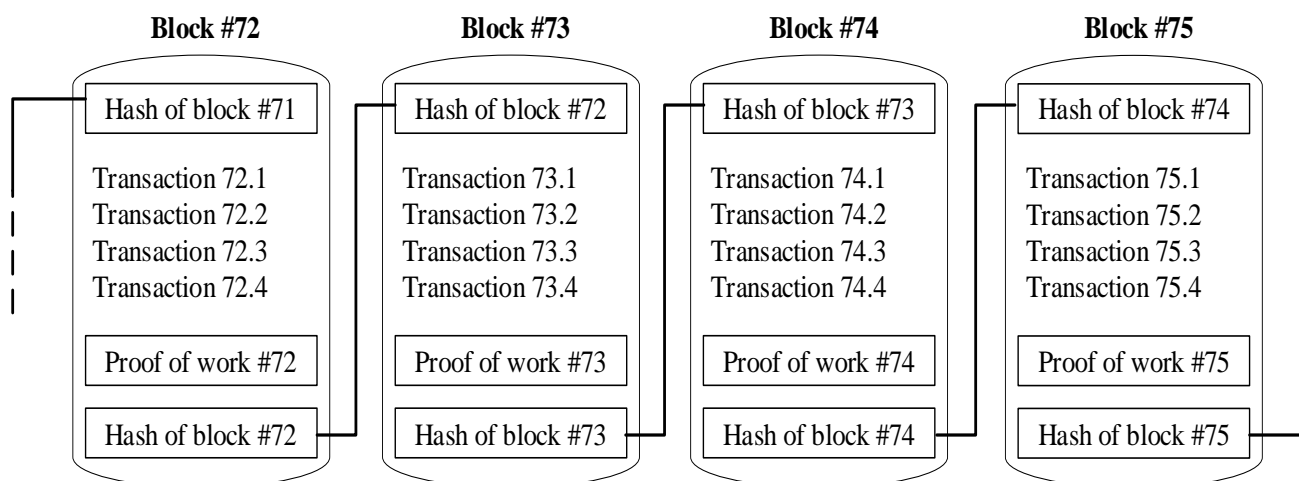 Block #72
Hash of block #71
Transaction 72.1
Transaction 72.2
Transaction 72.3
Transaction 72.4
Proof of work #72
Hash of block #72
Block #73
Hash of block #72
Transaction 73.1
Transaction 73.2
Transaction 73.3
Transaction 73.4
Proof of work #73
Hash of block #73
Block #74
Hash of block #73
Transaction 74.1
Transaction 74.2
Transaction 74.3
Transaction 74.4
Proof of work #74
Hash of block #74
Block #75
Hash of block #74
Transaction 75.1
Transaction 75.2
Transaction 75.3
Transaction 75.4
Proof of work #75
Hash of block #75